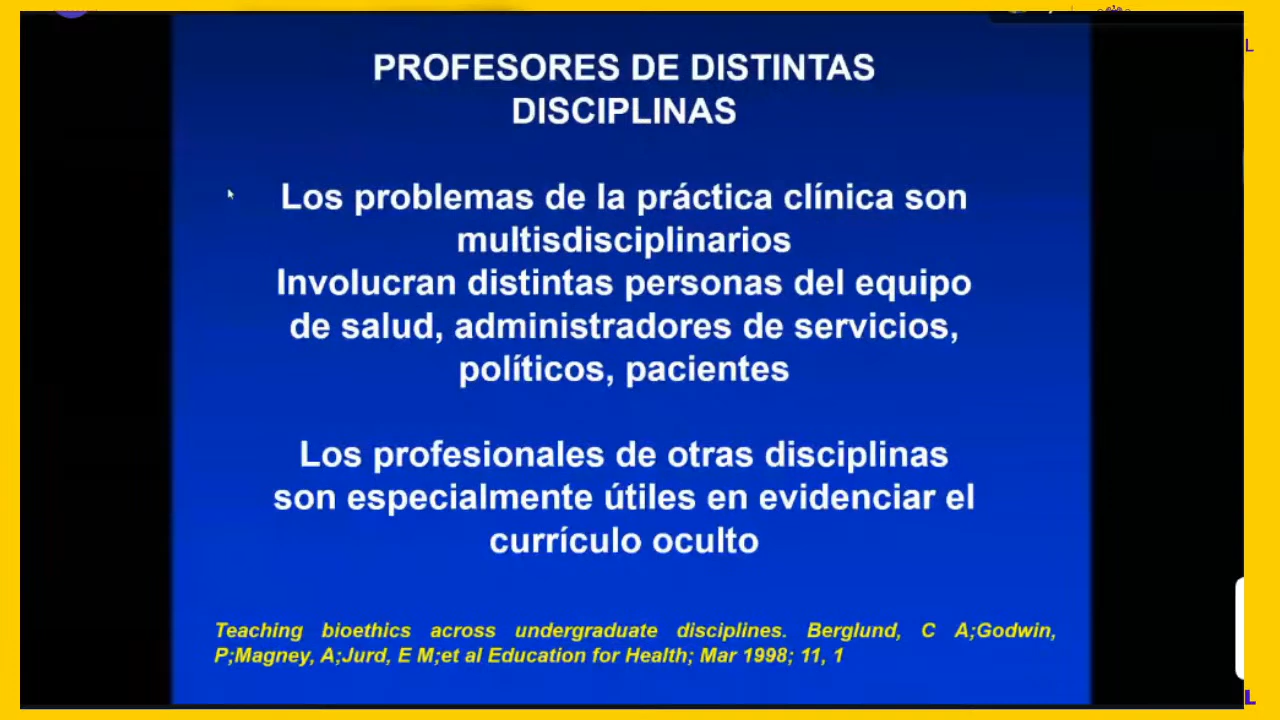 PROFESORES DE DISTINTAS
DISCIPLINAS
Los problemas de la práctica clínica son
multisdisciplinarios
Involucran distintas personas del equipo
de salud, administradores de servicios,
políticos, pacientes
Los profesionales de otras disciplinas
son especialmente útiles en evidenciar el
currículo oculto
Teaching bioethics across undergraduate disciplines. Berglund, C A;Godwin,
P;Magney, A;Jurd, E M;et al Education for Health; Mar 1998; 11, 1
L
L